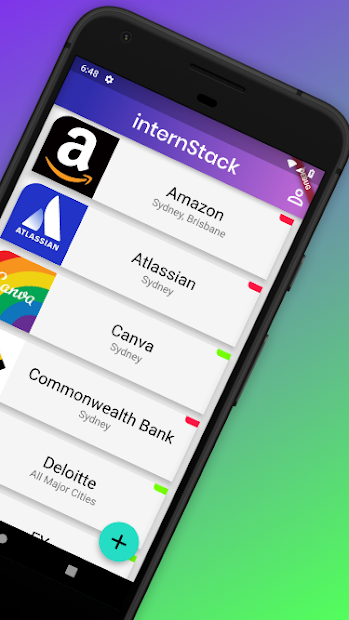 6:48
internStack
DEBUG
a
Amazon
Sydney, Brisbane
ATLASSIAN
Atlassian
Sydney
Canva
Canva
Sydney
Commonwealth Bank
Sydney
Deloitte
All Major Cities
+